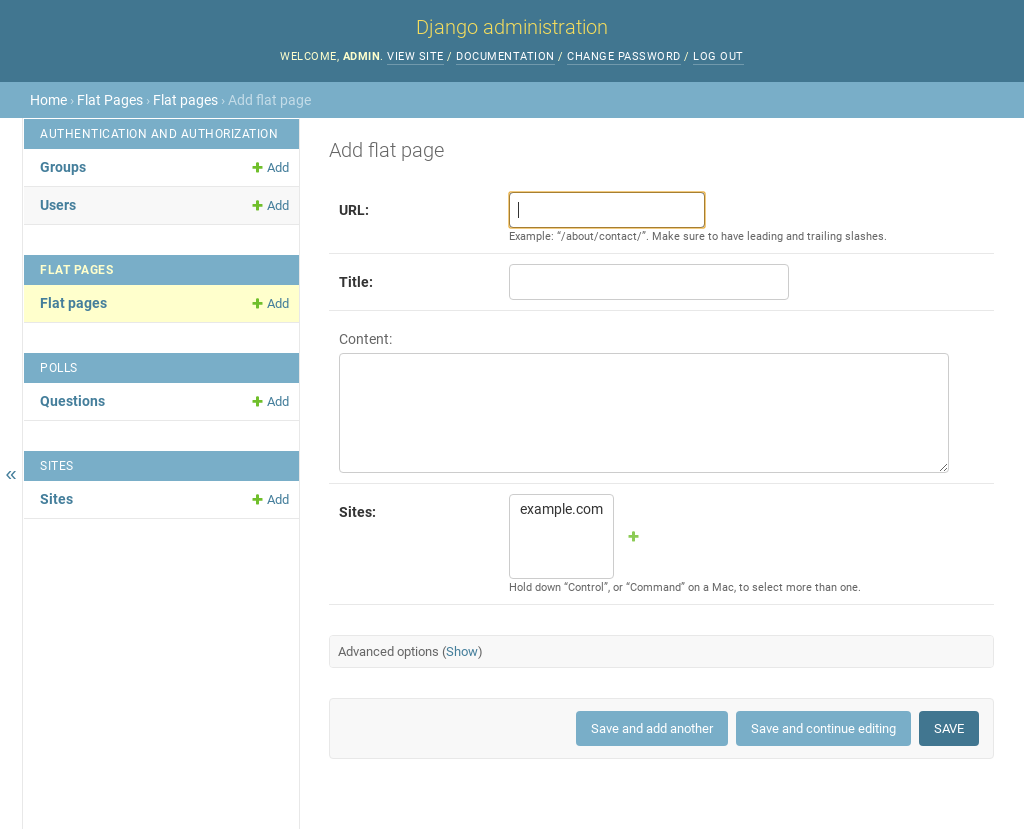 Django administration
WELCOME, ADMIN. VIEW SITE / DOCUMENTATION / CHANGE PASSWORD / LOG OUT
Home › Flat Pages › Flat pages › Add flat page
AUTHENTICATION AND AUTHORIZATION
Groups Add
Users Add
FLAT PAGES
Flat pages Add
POLLS
Questions Add
SITES
Sites Add
«
Add flat page
URL:
Example: “/about/contact/”. Make sure to have leading and trailing slashes.
Title:
Content:
Sites: example.com
Hold down “Control”, or “Command” on a Mac, to select more than one.
Advanced options (Show)
Save and add another Save and continue editing SAVE